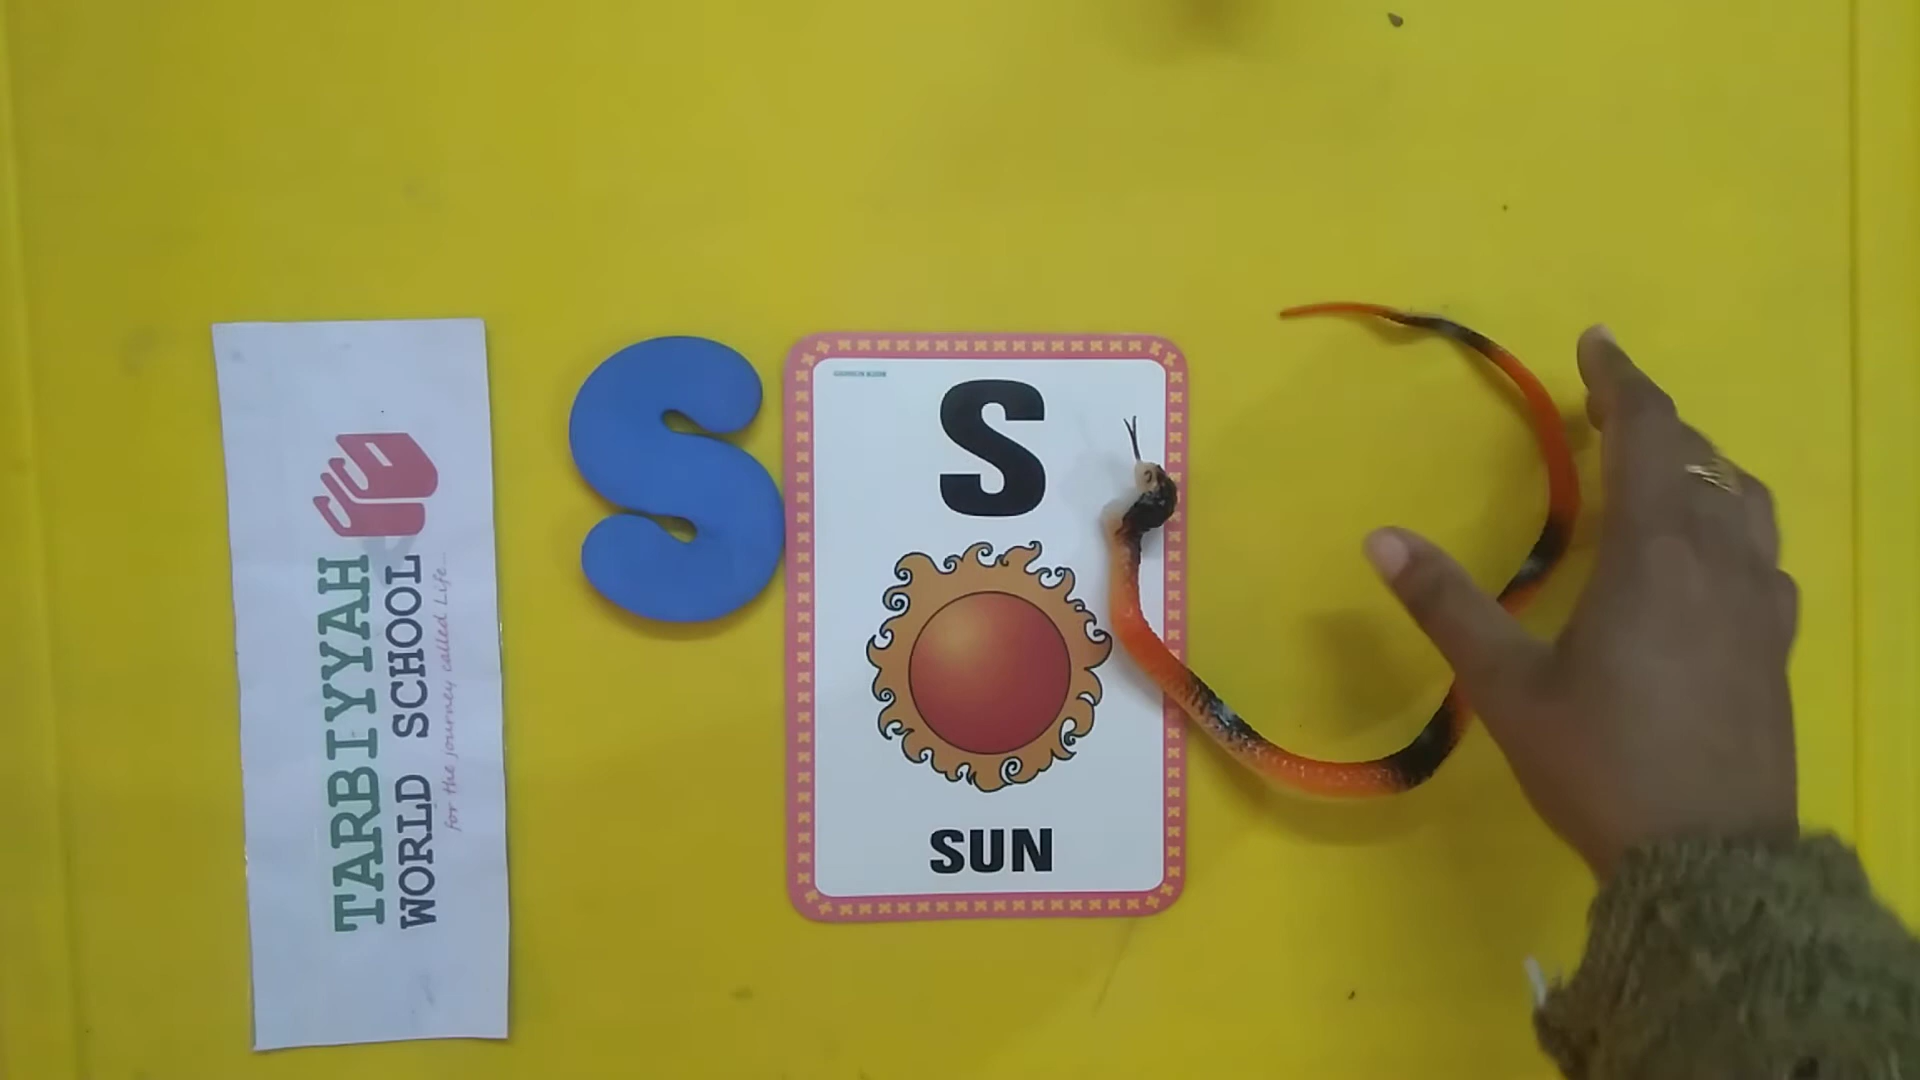 TARBIYYAH
WORLD SCHOOL
for the journey called Life...
S
S
SUN